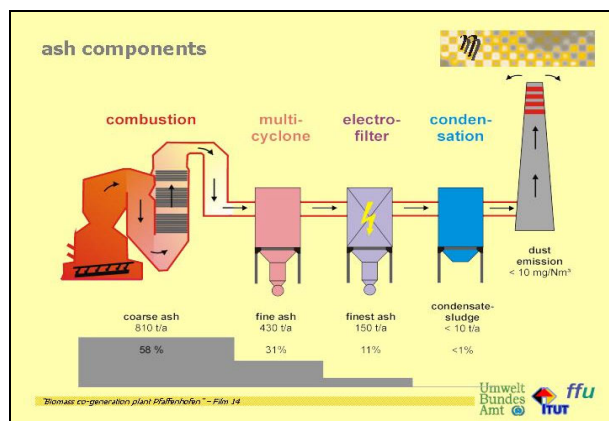 ash components
combustion
multi-
cyclone
electro-
filter
conden-
sation
dust
emission
< 10 mg/Nm³
coarse ash
810 t/a
fine ash
430 t/a
finest ash
150 t/a
condensate-
sludge
< 10 t/a
58 %
31%
11%
<1%
"Biomass co-generation plant Pfaffenhofen" – Film 14
Umwelt
Bundes
Amt
ITUT
ffu